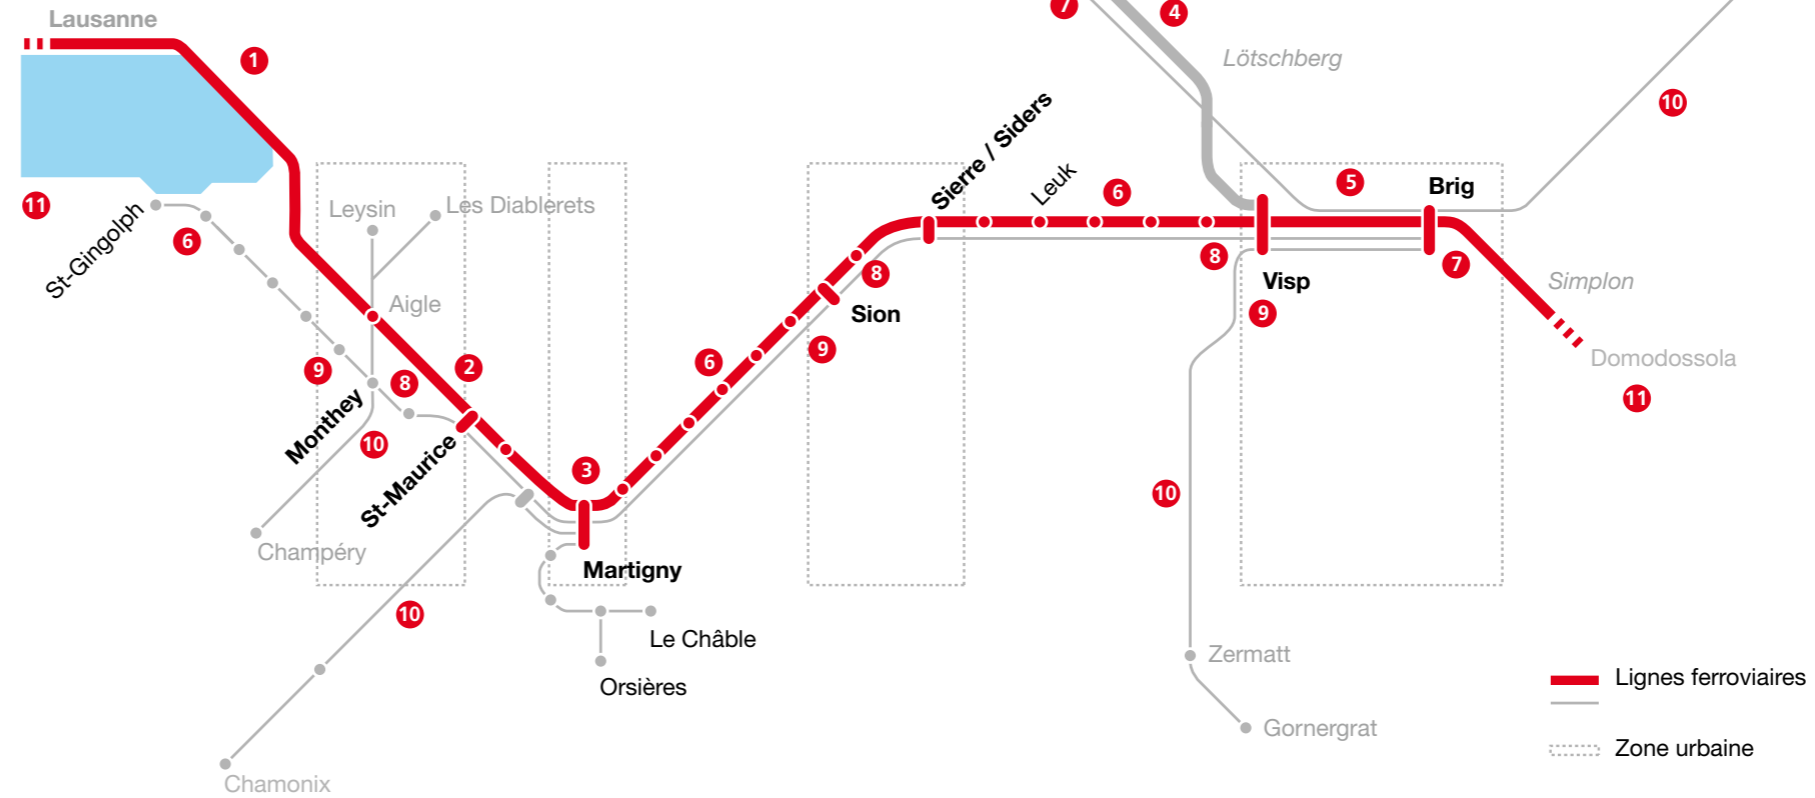 Lausanne
7
4
1
Lötschberg
10
Sierre / Siders
Leuk
6
5
Brig
11
St-Gingolph
6
Leysin
Les Diablerets
8
8
7
Simplon
Visp
Aigle
Sion
9
9
Domodossola
11
9
8
2
6
Monthey
10
St-Maurice
3
10
Champéry
Martigny
10
Le Châble
Orsières
Zermatt
Gornergrat
Chamonix
Lignes ferroviaires
Zone urbaine